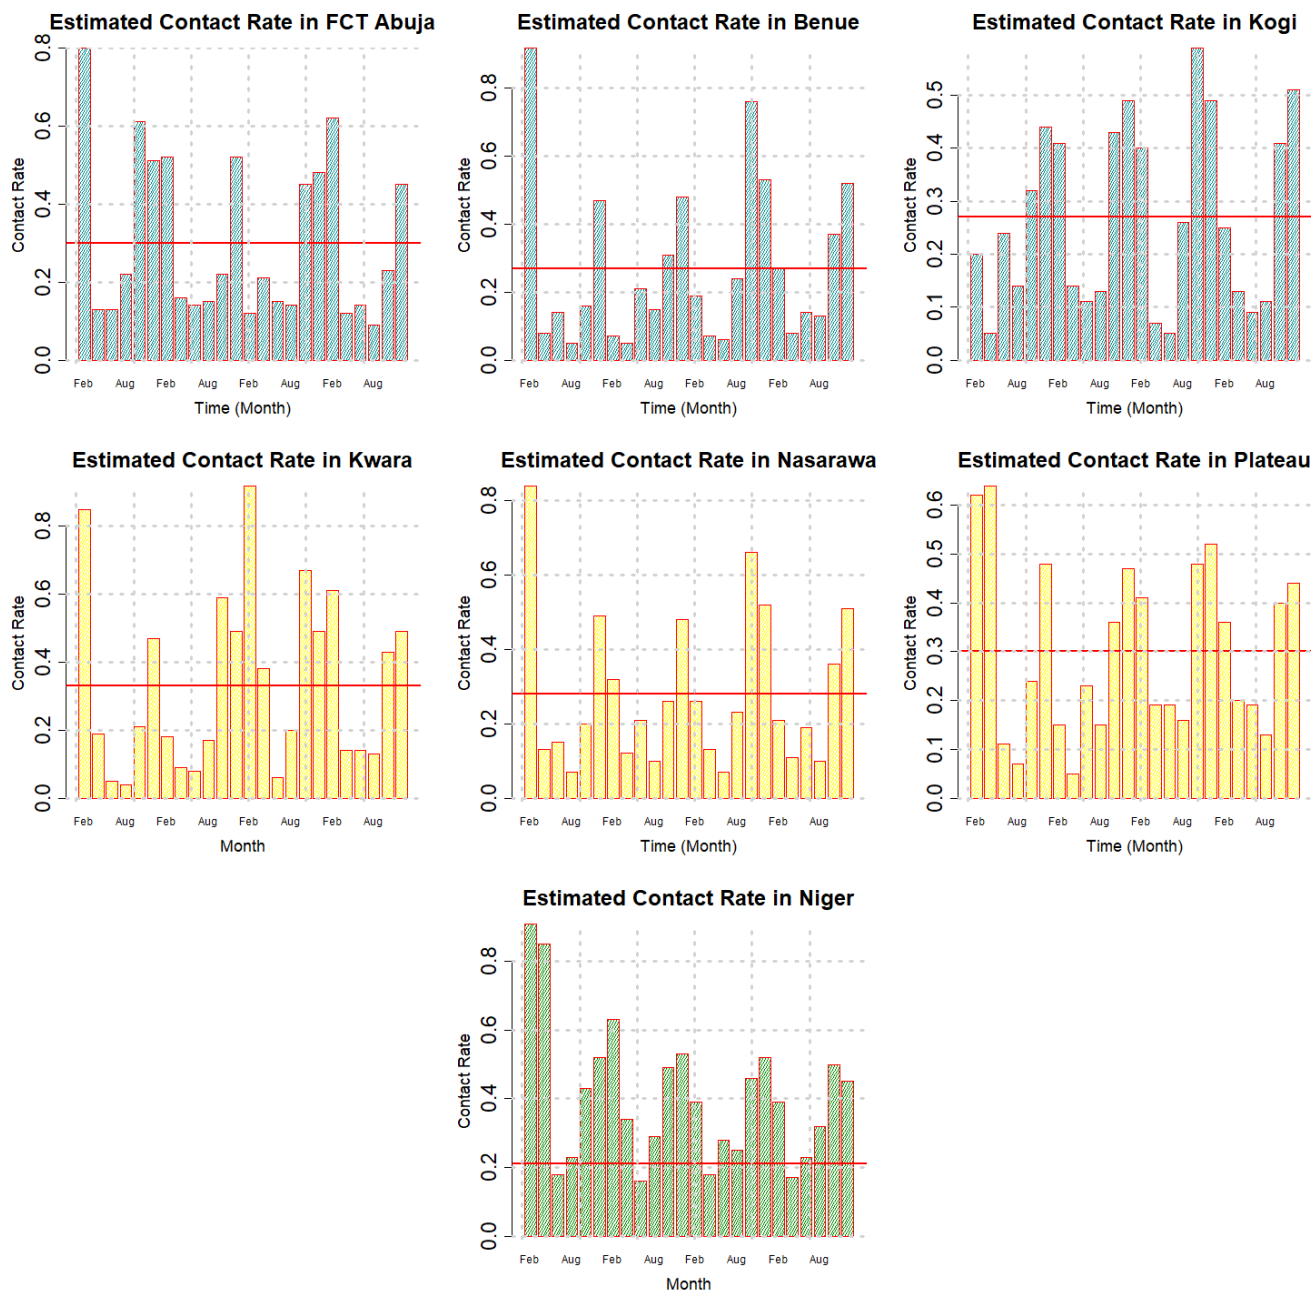 Estimated Contact Rate in FCT Abuja
Contact Rate
0.0 0.2 0.4 0.6 0.8
Feb Aug Feb Aug Feb Aug Feb Aug
Time (Month)
Estimated Contact Rate in Benue
Contact Rate
0.0 0.2 0.4 0.6 0.8
Feb Aug Feb Aug Feb Aug Feb Aug
Time (Month)
Estimated Contact Rate in Kogi
Contact Rate
0.0 0.1 0.2 0.3 0.4 0.5
Feb Aug Feb Aug Feb Aug Feb Aug
Time (Month)
Estimated Contact Rate in Kwara
Contact Rate
0.0 0.2 0.4 0.6 0.8
Feb Aug Feb Aug Feb Aug Feb Aug
Month
Estimated Contact Rate in Nasarawa
Contact Rate
0.0 0.2 0.4 0.6 0.8
Feb Aug Feb Aug Feb Aug Feb Aug
Time (Month)
Estimated Contact Rate in Plateau
Contact Rate
0.0 0.1 0.2 0.3 0.4 0.5 0.6
Feb Aug Feb Aug Feb Aug Feb Aug
Time (Month)
Estimated Contact Rate in Niger
Contact Rate
0.0 0.2 0.4 0.6 0.8
Feb Aug Feb Aug Feb Aug Feb Aug
Month